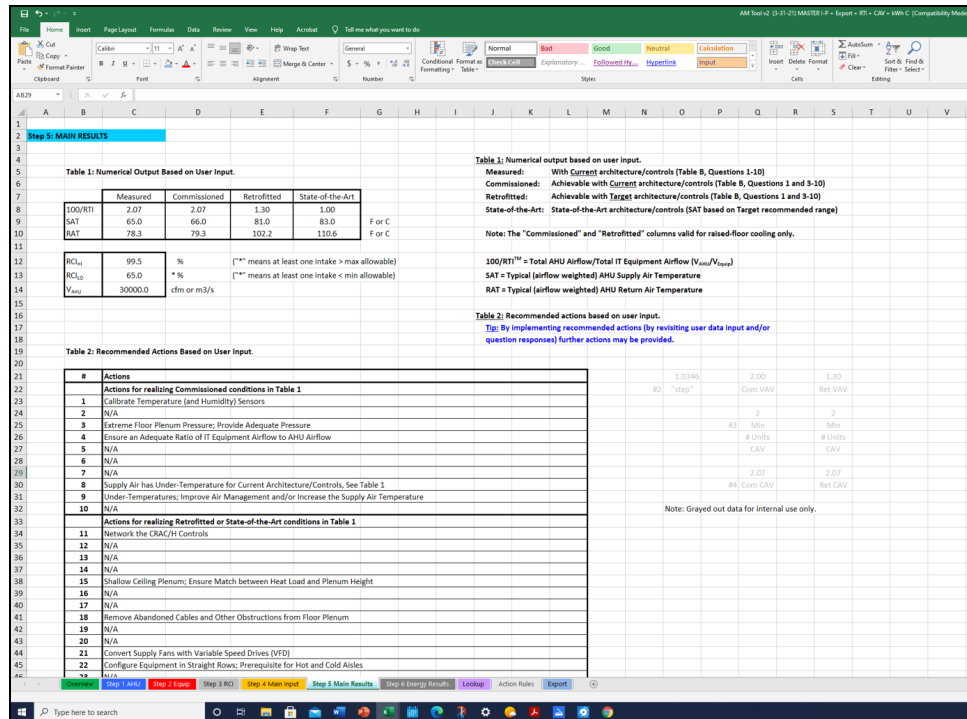 AM Tool v2 (3-31-21) MASTER I-P + Export + RTI + CAV + kWh C [Compatibility Mode
File Home Insert Page Layout Formulas Data Review View Help Acrobat Tell me what you want to do
Cut
Copy
Format Painter
Paste
Calibri 11
Wrap Text
Merge & Center
General
Conditional Formatting
Format as Table
Normal Bad Good Neutral Calculation
Check Cell Explanatory ... Followed Hy... Hyperlink Input
Insert Delete Format
AutoSum
Fill
Clear
Sort & Filter
Find & Select
Clipboard Font Alignment Number Styles Cells Editing
AB29
A B C D E F G H I J K L M N O P Q R S T U V
Step 5: MAIN RESULTS
Table 1: Numerical output based on user input.
Table 1: Numerical Output Based on User Input.
Measured: With Current architecture/controls (Table B, Questions 1-10)
Commissioned: Achievable with Current architecture/controls (Table B, Questions 1 and 3-10)
Measured Commissioned Retrofitted State-of-the-Art
Retrofitted: Achievable with Target architecture/controls (Table B, Questions 1 and 3-10)
100/RTI 2.07 2.07 1.30 1.00
State-of-the-Art: State-of-the-Art architecture/controls (SAT based on Target recommended range)
SAT 65.0 66.0 81.0 83.0 F or C
RAT 78.3 79.3 102.2 110.6 F or C
Note: The "Commissioned" and "Retrofitted" columns valid for raised-floor cooling only.
RCIHI 99.5 % ("*" means at least one intake > max allowable)
100/RTI™ = Total AHU Airflow/Total IT Equipment Airflow (VAHU/VEquip)
RCILO 65.0 * % ("*" means at least one intake < min allowable)
SAT = Typical (airflow weighted) AHU Supply Air Temperature
VAHU 30000.0 cfm or m3/s
RAT = Typical (airflow weighted) AHU Return Air Temperature
Table 2: Recommended actions based on user input.
Tip: By implementing recommended actions (by revisiting user data input and/or
question responses) further actions may be provided.
Table 2: Recommended Actions Based on User Input.
# Actions
1.0346 2.00 1.30
Actions for realizing Commissioned conditions in Table 1
#2 "step" Com VAV Ret VAV
1 Calibrate Temperature (and Humidity) Sensors
2 N/A
2 2
3 Extreme Floor Plenum Pressure; Provide Adequate Pressure
#3 Min Min
4 Ensure an Adequate Ratio of IT Equipment Airflow to AHU Airflow
# Units # Units
5 N/A
CAV CAV
6 N/A
7 N/A
2.07 2.07
8 Supply Air has Under-Temperature for Current Architecture/Controls, See Table 1
#4 Com CAV Ret CAV
9 Under-Temperatures; Improve Air Management and/or Increase the Supply Air Temperature
10 N/A
Note: Grayed out data for internal use only.
Actions for realizing Retrofitted or State-of-the-Art conditions in Table 1
11 Network the CRAC/H Controls
12 N/A
13 N/A
14 N/A
15 Shallow Ceiling Plenum; Ensure Match between Heat Load and Plenum Height
16 N/A
17 N/A
18 Remove Abandoned Cables and Other Obstructions from Floor Plenum
19 N/A
20 N/A
21 Convert Supply Fans with Variable Speed Drives (VFD)
22 Configure Equipment in Straight Rows; Prerequisite for Hot and Cold Aisles
23 N/A
Overview Step 1 AHU Step 2 Equip Step 3 RCI Step 4 Main Input Step 5 Main Results Step 6 Energy Results Lookup Action Rules Export
Type here to search